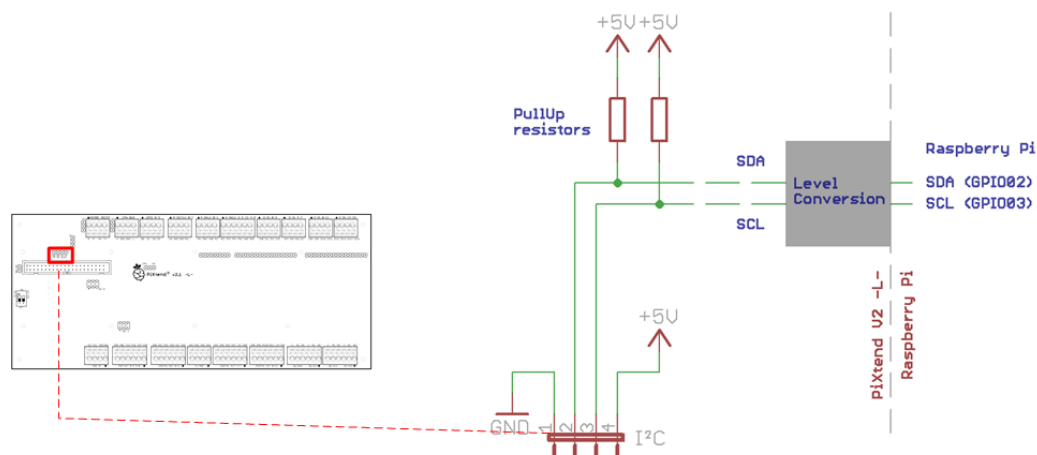 +5V +5V
PullUp
resistors
SDA
Raspberry Pi
Level
Conversion
SDA (GPIO02)
SCL (GPIO03)
SCL
+5V
PiXtend V2 -L-
Raspberry Pi
GND
1
2
3
4
I²C